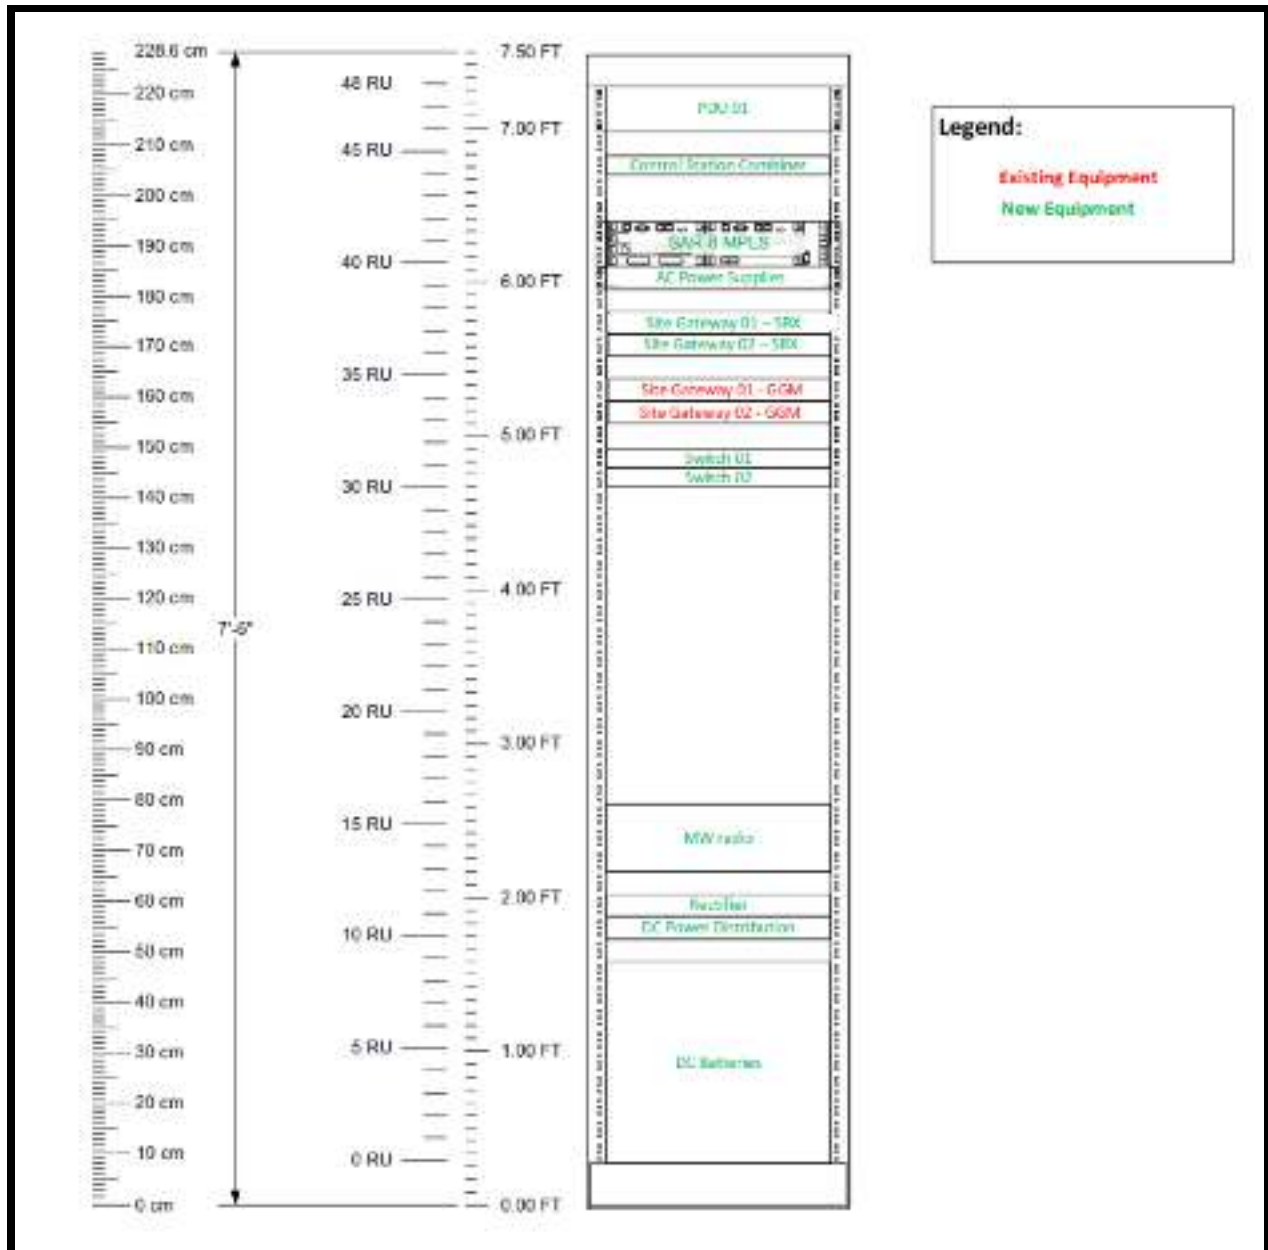 228.6 cm
220 cm
210 cm
200 cm
190 cm
180 cm
170 cm
160 cm
150 cm
140 cm
130 cm
120 cm
110 cm
100 cm
90 cm
80 cm
70 cm
60 cm
50 cm
40 cm
30 cm
20 cm
10 cm
0 cm
7'-6"
48 RU
45 RU
40 RU
35 RU
30 RU
25 RU
20 RU
15 RU
10 RU
5 RU
0 RU
7.50 FT
7.00 FT
6.00 FT
5.00 FT
4.00 FT
3.00 FT
2.00 FT
1.00 FT
0.00 FT
PDU 01
Control Station Combiner
SAR-8 MPLS
AC Power Supplies
Site Gateway 01 – SRX
Site Gateway 02 – SRX
Site Gateway 01 - GGM
Site Gateway 02 - GGM
Switch 01
Switch 02
MW radio
Rectifier
DC Power Distribution
DC Batteries
Legend:
Existing Equipment
New Equipment